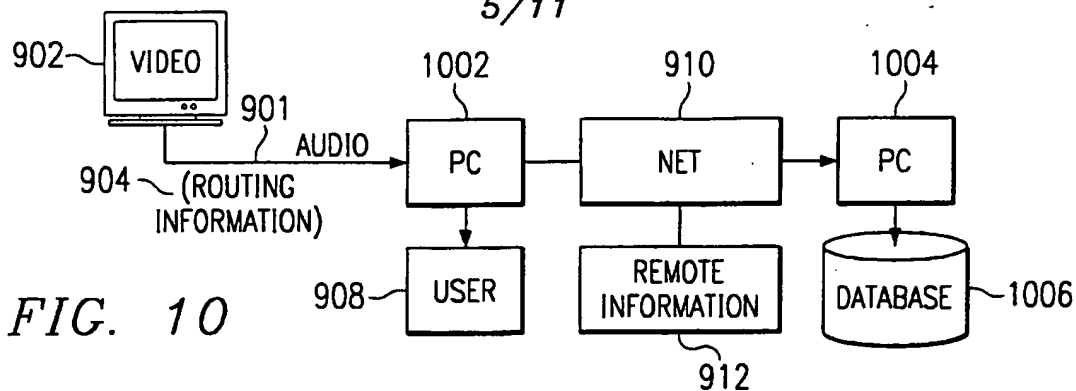 5/11
902
VIDEO
901
AUDIO
904
(ROUTING
INFORMATION)
1002
PC
910
NET
1004
PC
908
USER
REMOTE
INFORMATION
912
DATABASE
1006
FIG. 10